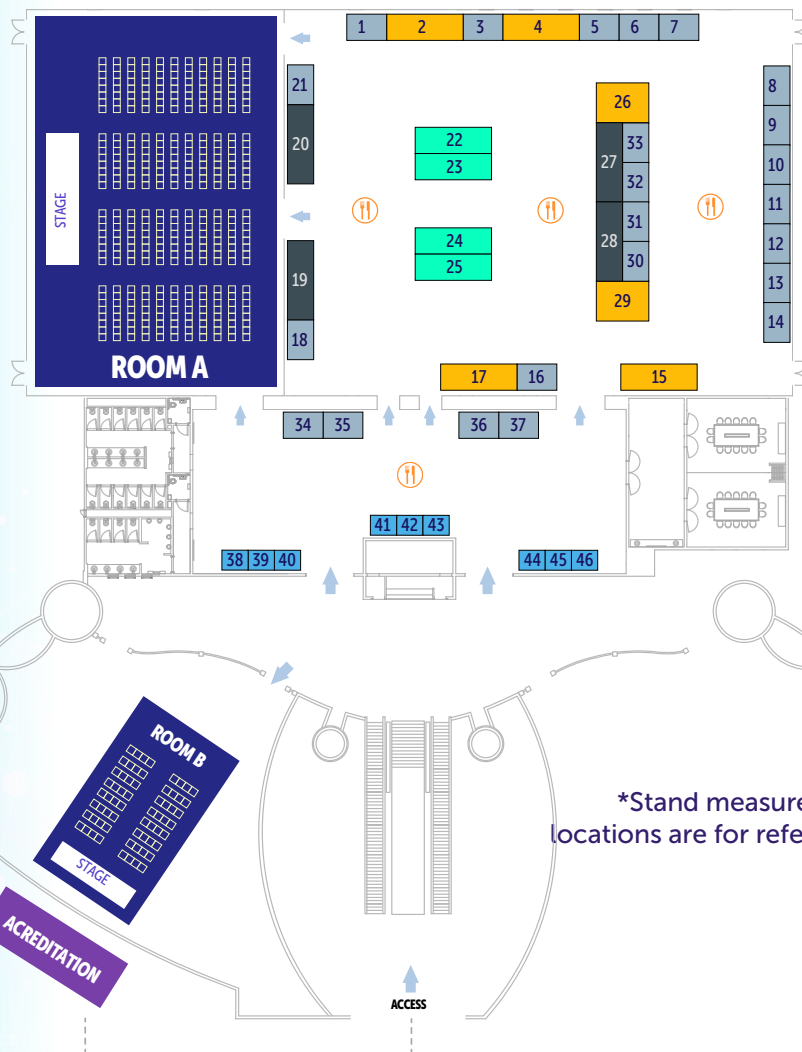 1 2 3 4 5 6 7
21
20
STAGE
22
23
26
27 33
32
28 31
30
29
8
9
10
11
12
13
14
24
25
19
18
ROOM A
17 16 15
34 35 36 37
41 42 43
38 39 40 44 45 46
ROOM B
STAGE
ACREDITATION
*Stand measure
locations are for refe
ACCESS